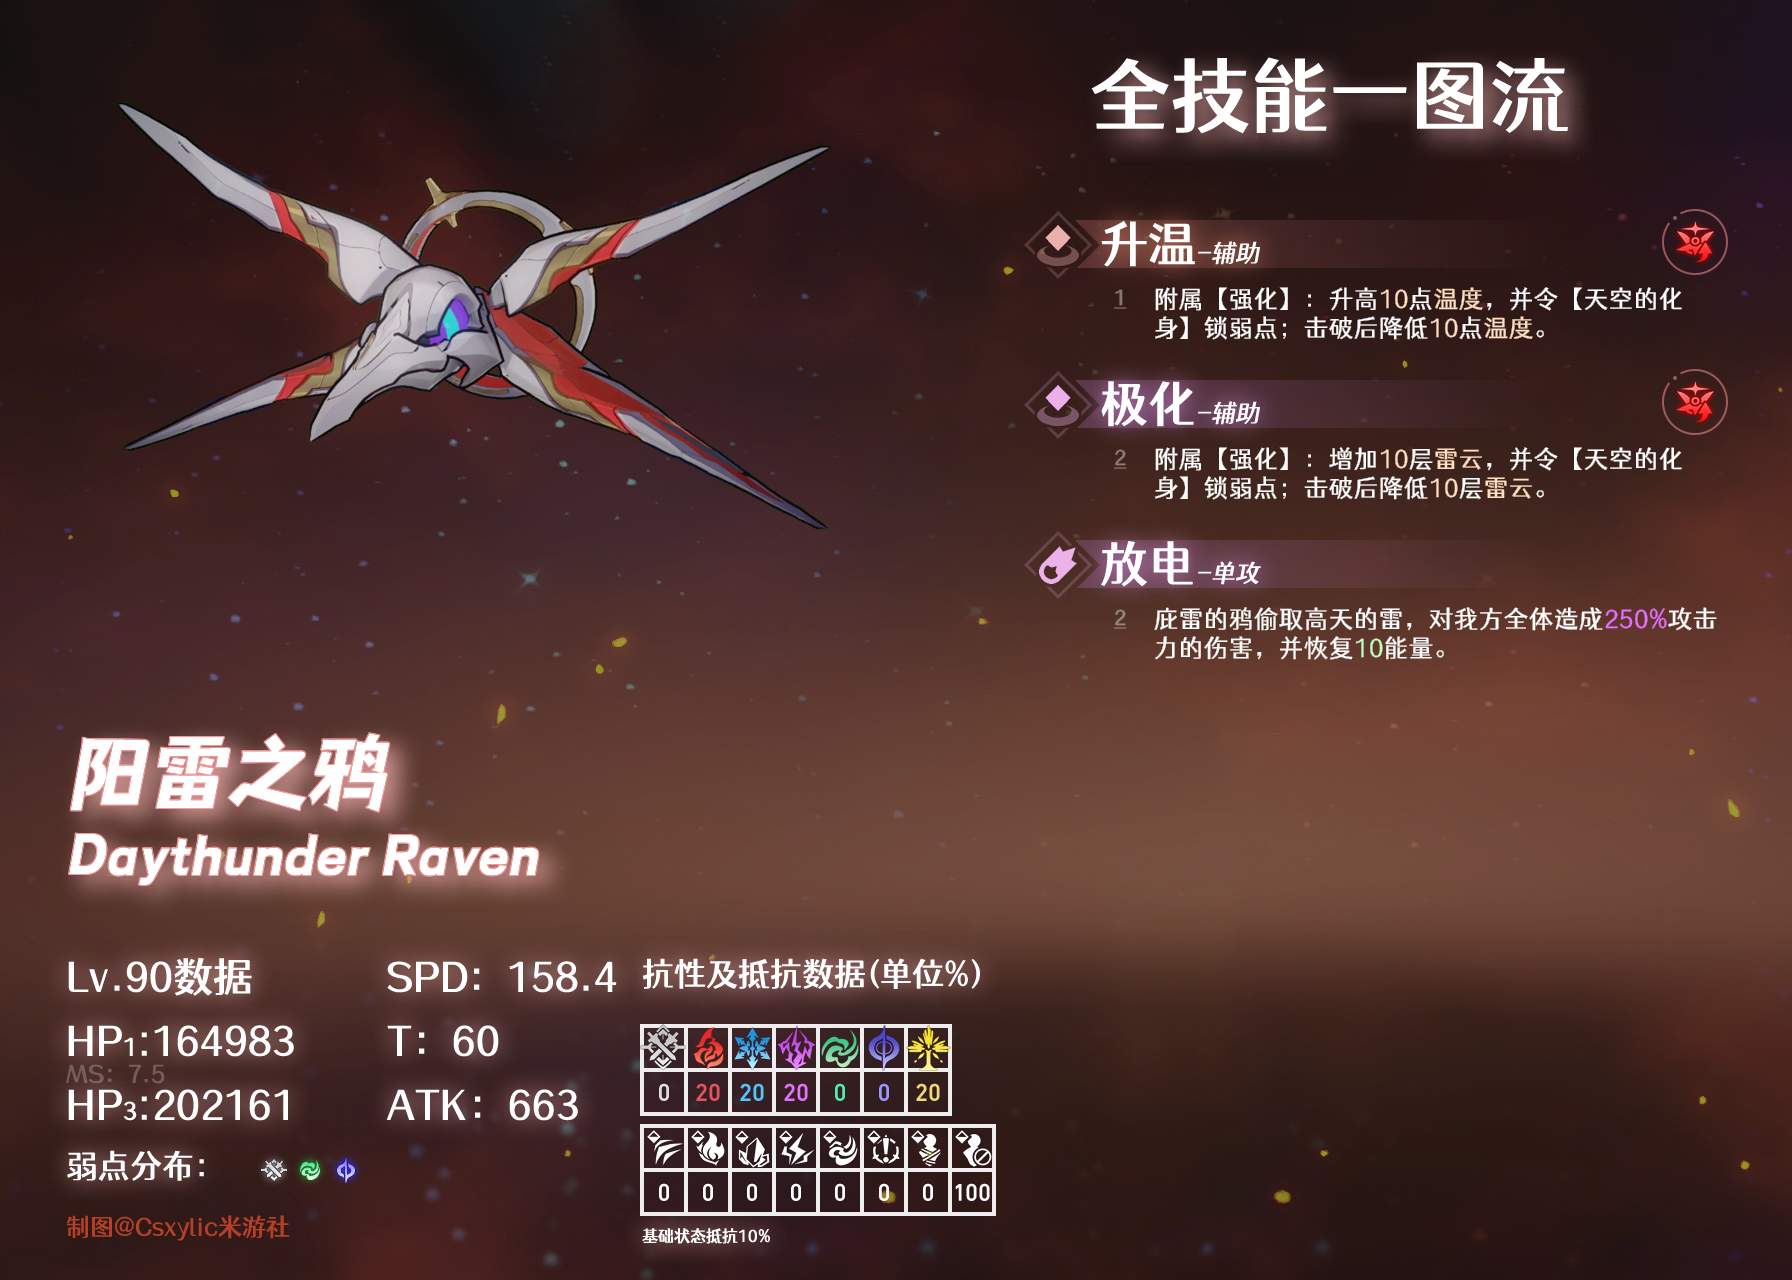 全技能一图流
升温-辅助
1 附属【强化】：升高10点温度，并令【天空的化
身】锁弱点；击破后降低10点温度。
极化-辅助
2 附属【强化】：增加10层雷云，并令【天空的化
身】锁弱点；击破后降低10层雷云。
放电-单攻
2 庇雷的鸦偷取高天的雷，对我方全体造成250%攻击
力的伤害，并恢复10能量。
阳雷之鸦
Daythunder Raven
Lv.90数据
SPD：158.4
HP1:164983
T：60
MS：7.5
HP3:202161
ATK：663
弱点分布：
制图@Csxylic米游社
抗性及抵抗数据(单位%)
0 20 20 20 0 0 20
0 0 0 0 0 0 0 100
基础状态抵抗10%